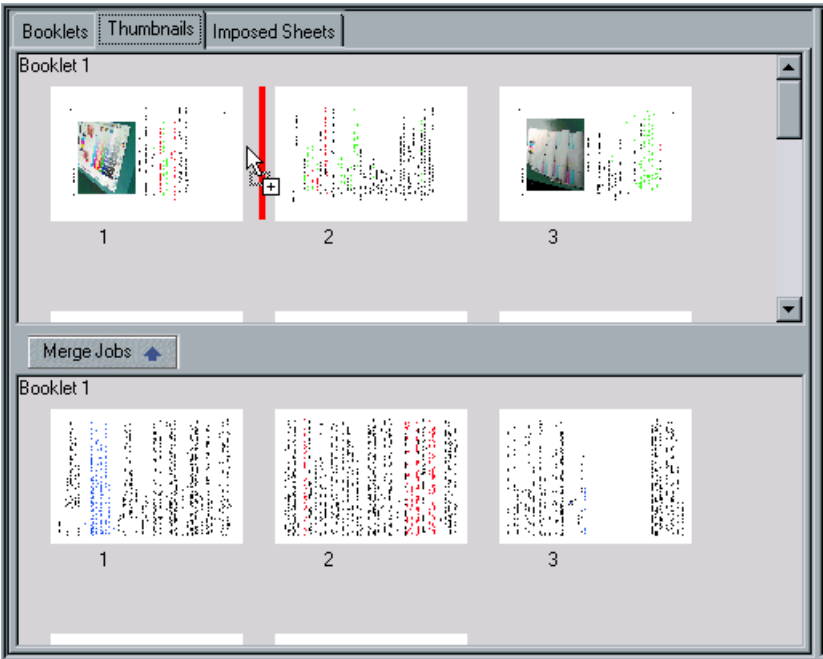 Booklets Thumbnails Imposed Sheets
Booklet 1
1 2 3
Merge Jobs
Booklet 1
1 2 3